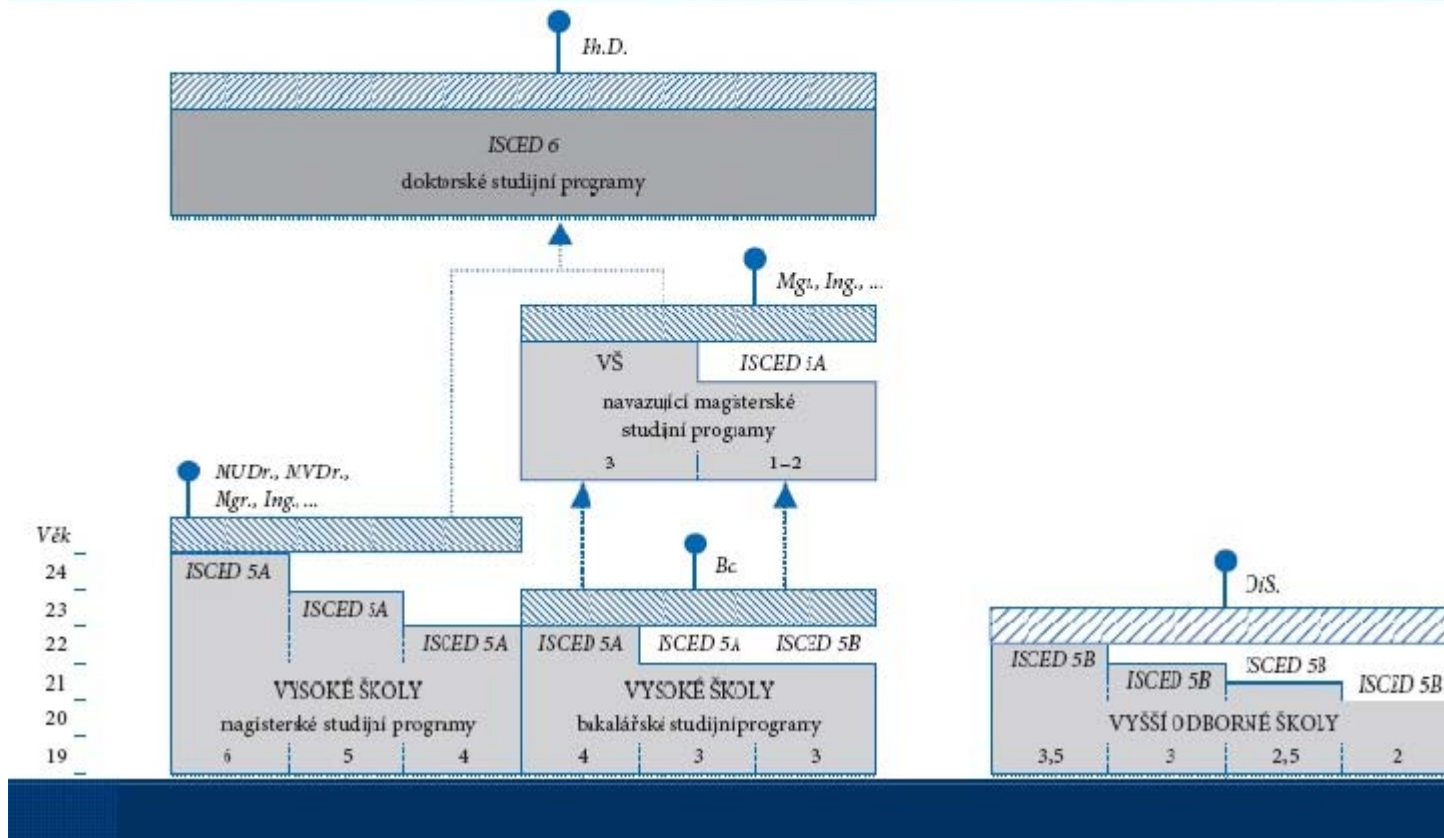 Ph.D.
ISCED 6
doktorské studijní programy
Mgr., Ing., ...
VŠ ISCED 5A
navazující magisterské
studijní programy
3 1–2
MUDr., MVDr.,
Mgr., Ing., ...
Věk
Bc.
24
ISCED 5A
DiS.
23
ISCED 5A
22
ISCED 5A ISCED 5A ISCED 5A ISCED 5B
ISCED 5B ISCED 5B ISCED 5B ISCED 5B
21
VYSOKÉ ŠKOLY VYSOKÉ ŠKOLY
20
magisterské studijní programy bakalářské studijní programy VYŠŠÍ ODBORNÉ ŠKOLY
19
6 5 4 4 3 3 3,5 3 2,5 2